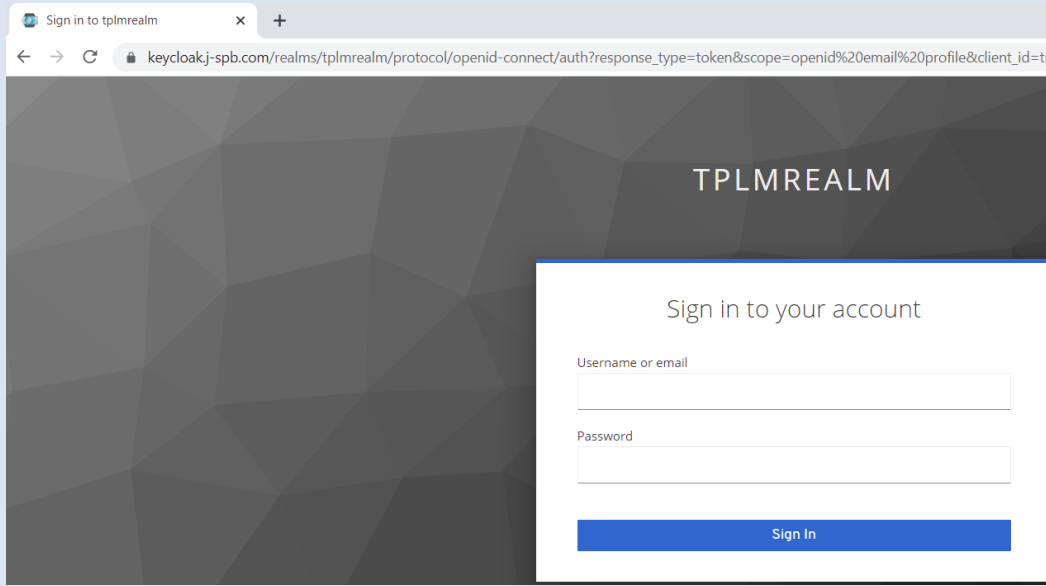 Sign in to tplmrealm
keycloak.j-spb.com/realms/tplmrealm/protocol/openid-connect/auth?response_type=token&scope=openid%20email%20profile&client_id=t
TPLMREALM
Sign in to your account
Username or email
Password
Sign In